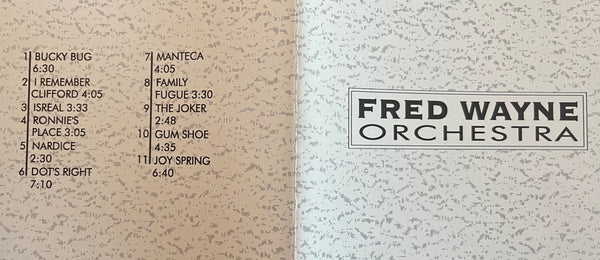 1 BUCKY BUG
6:30
2 I REMEMBER
CLIFFORD 4:05
3 ISREAL 3:33
4 RONNIE'S
PLACE 3:05
5 NARDICE
2:30
6 DOT'S RIGHT
7:10
7 MANTECA
4:05
8 FAMILY
FUGUE 3:30
9 THE JOKER
2:48
10 GUM SHOE
4:35
11 JOY SPRING
6:40
FRED WAYNE
ORCHESTRA